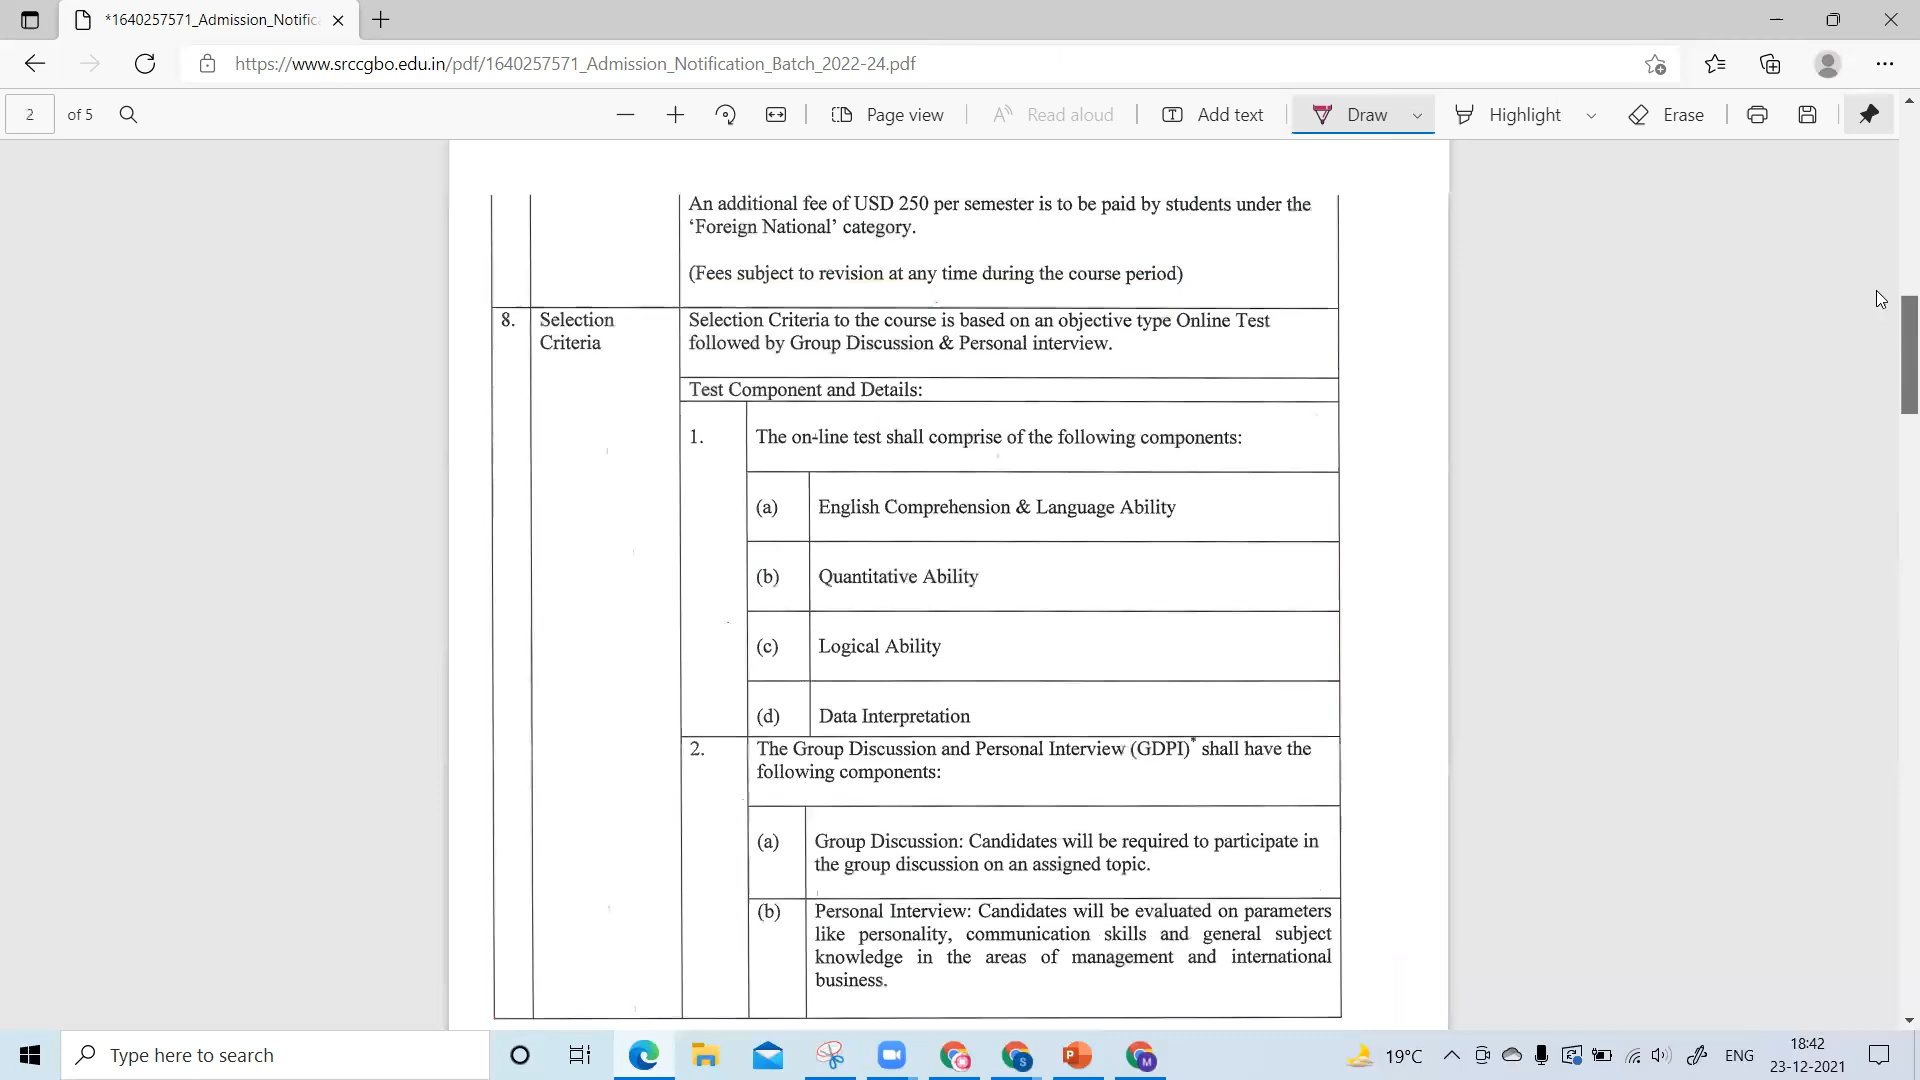 *1640257571_Admission_Notific
https://www.srccgbo.edu.in/pdf/1640257571_Admission_Notification_Batch_2022-24.pdf
2 of 5 Page view Read aloud Add text Draw Highlight Erase
An additional fee of USD 250 per semester is to be paid by students under the
‘Foreign National’ category.
(Fees subject to revision at any time during the course period)
8. Selection Criteria
Selection Criteria to the course is based on an objective type Online Test
followed by Group Discussion & Personal interview.
Test Component and Details:
1. The on-line test shall comprise of the following components:
(a) English Comprehension & Language Ability
(b) Quantitative Ability
(c) Logical Ability
(d) Data Interpretation
2. The Group Discussion and Personal Interview (GDPI)* shall have the
following components:
(a) Group Discussion: Candidates will be required to participate in
the group discussion on an assigned topic.
(b) Personal Interview: Candidates will be evaluated on parameters
like personality, communication skills and general subject
knowledge in the areas of management and international
business.
Type here to search
19°C
ENG
18:42
23-12-2021